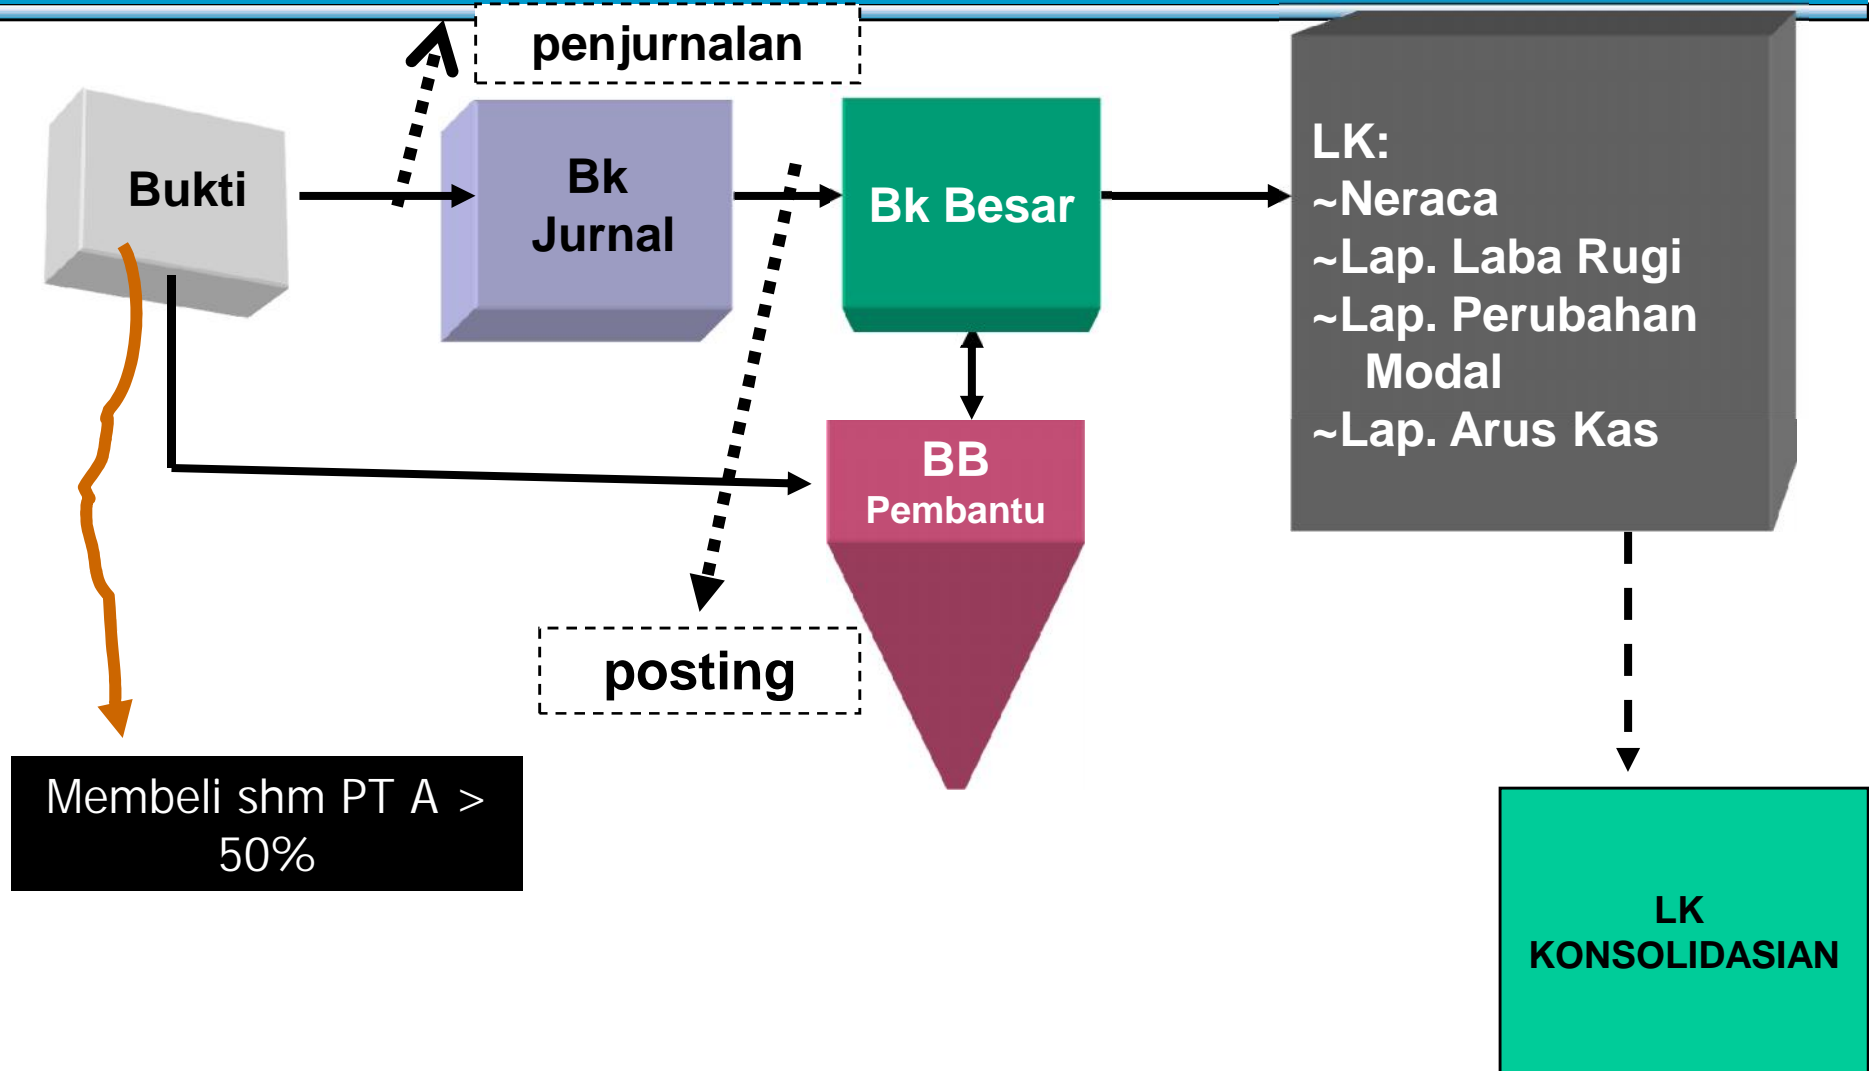 penjurnalan
Bukti
Bk
Jurnal
Bk Besar
LK:
~Neraca
~Lap. Laba Rugi
~Lap. Perubahan
Modal
~Lap. Arus Kas
BB
Pembantu
posting
Membeli shm PT A >
50%
LK
KONSOLIDASIAN